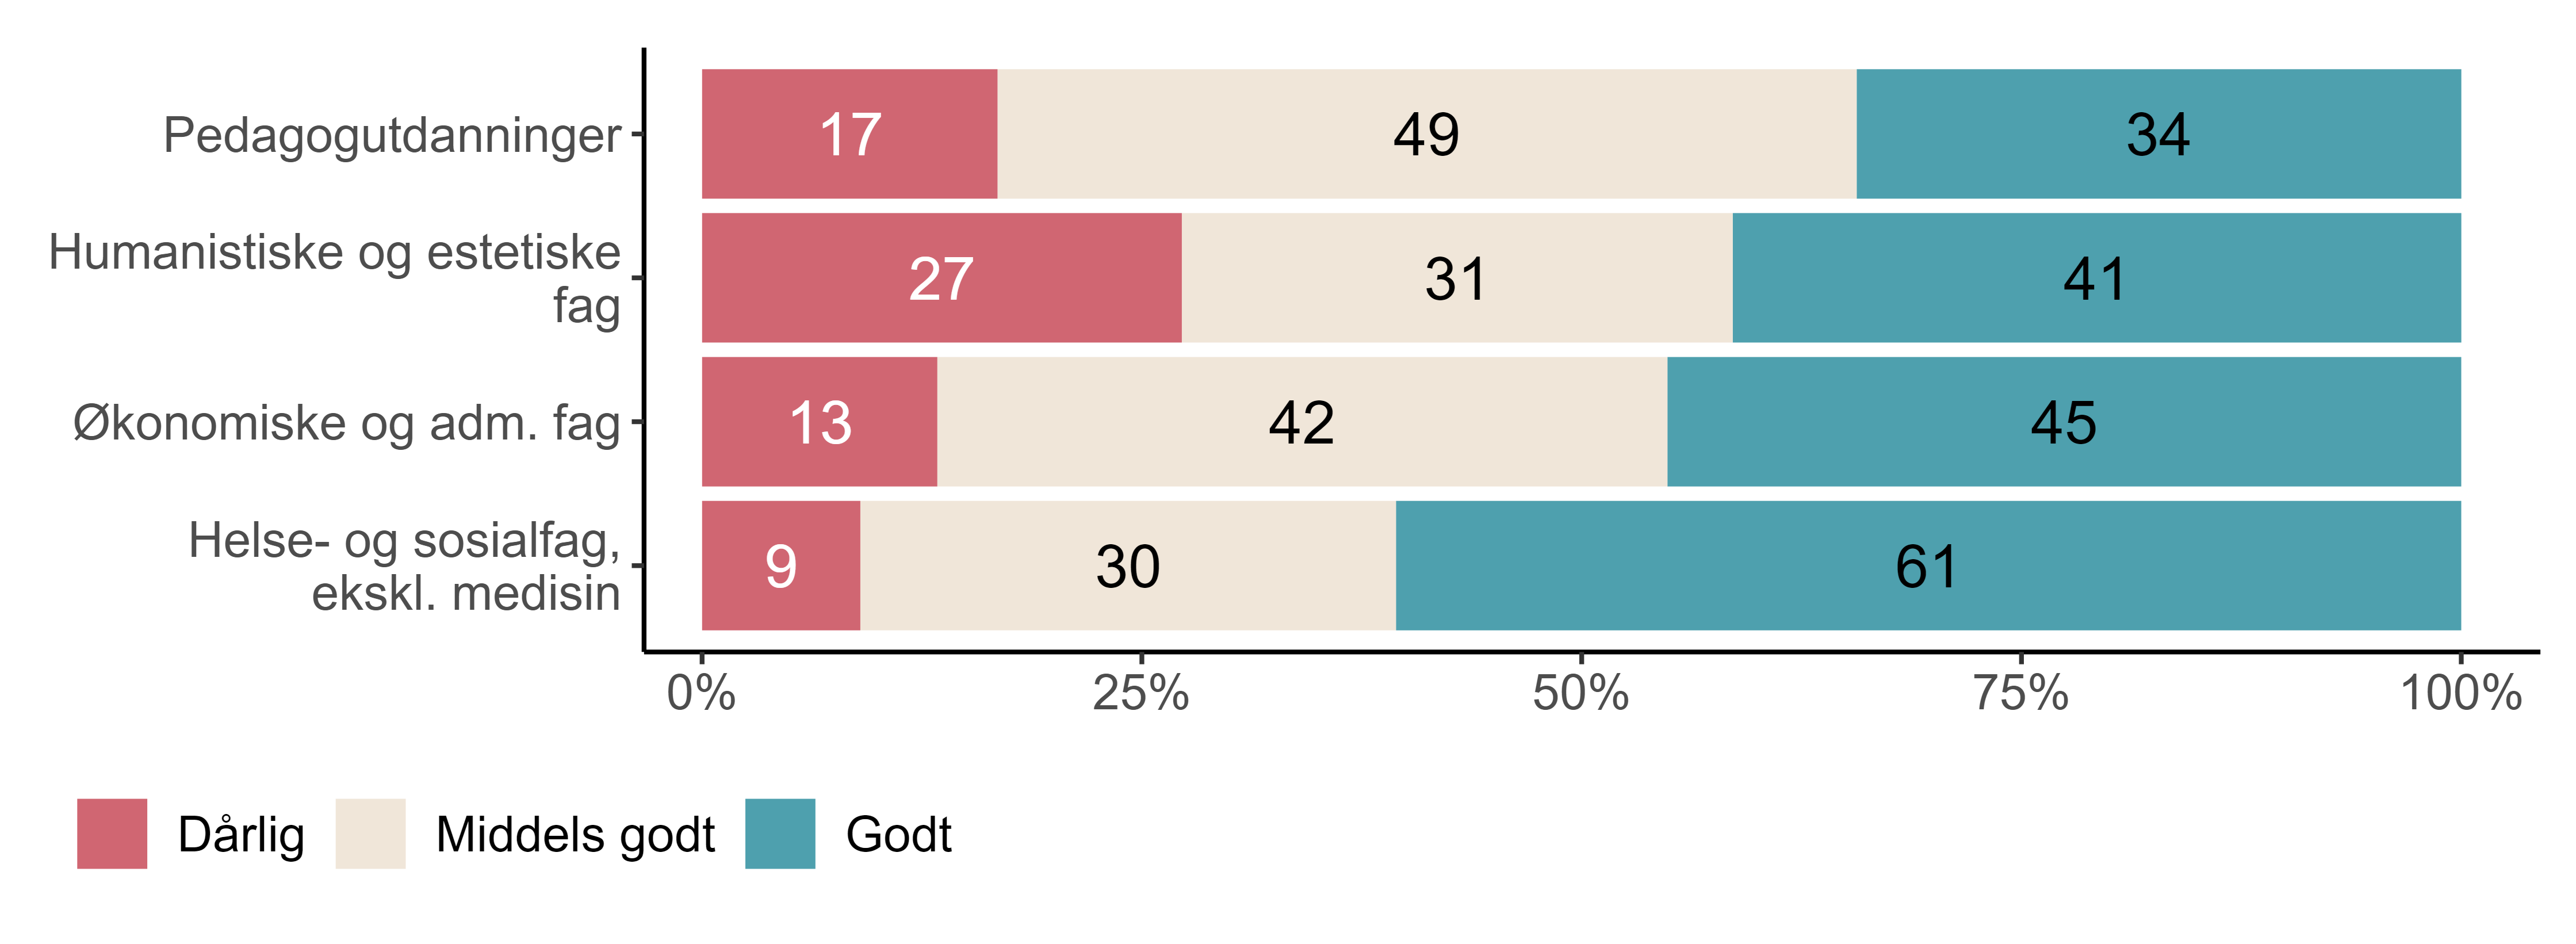 Pedagogutdanninger
17 49 34
Humanistiske og estetiske
fag
27 31 41
Økonomiske og adm. fag
13 42 45
Helse- og sosialfag,
ekskl. medisin
9 30 61
0% 25% 50% 75% 100%
Dårlig Middels godt Godt